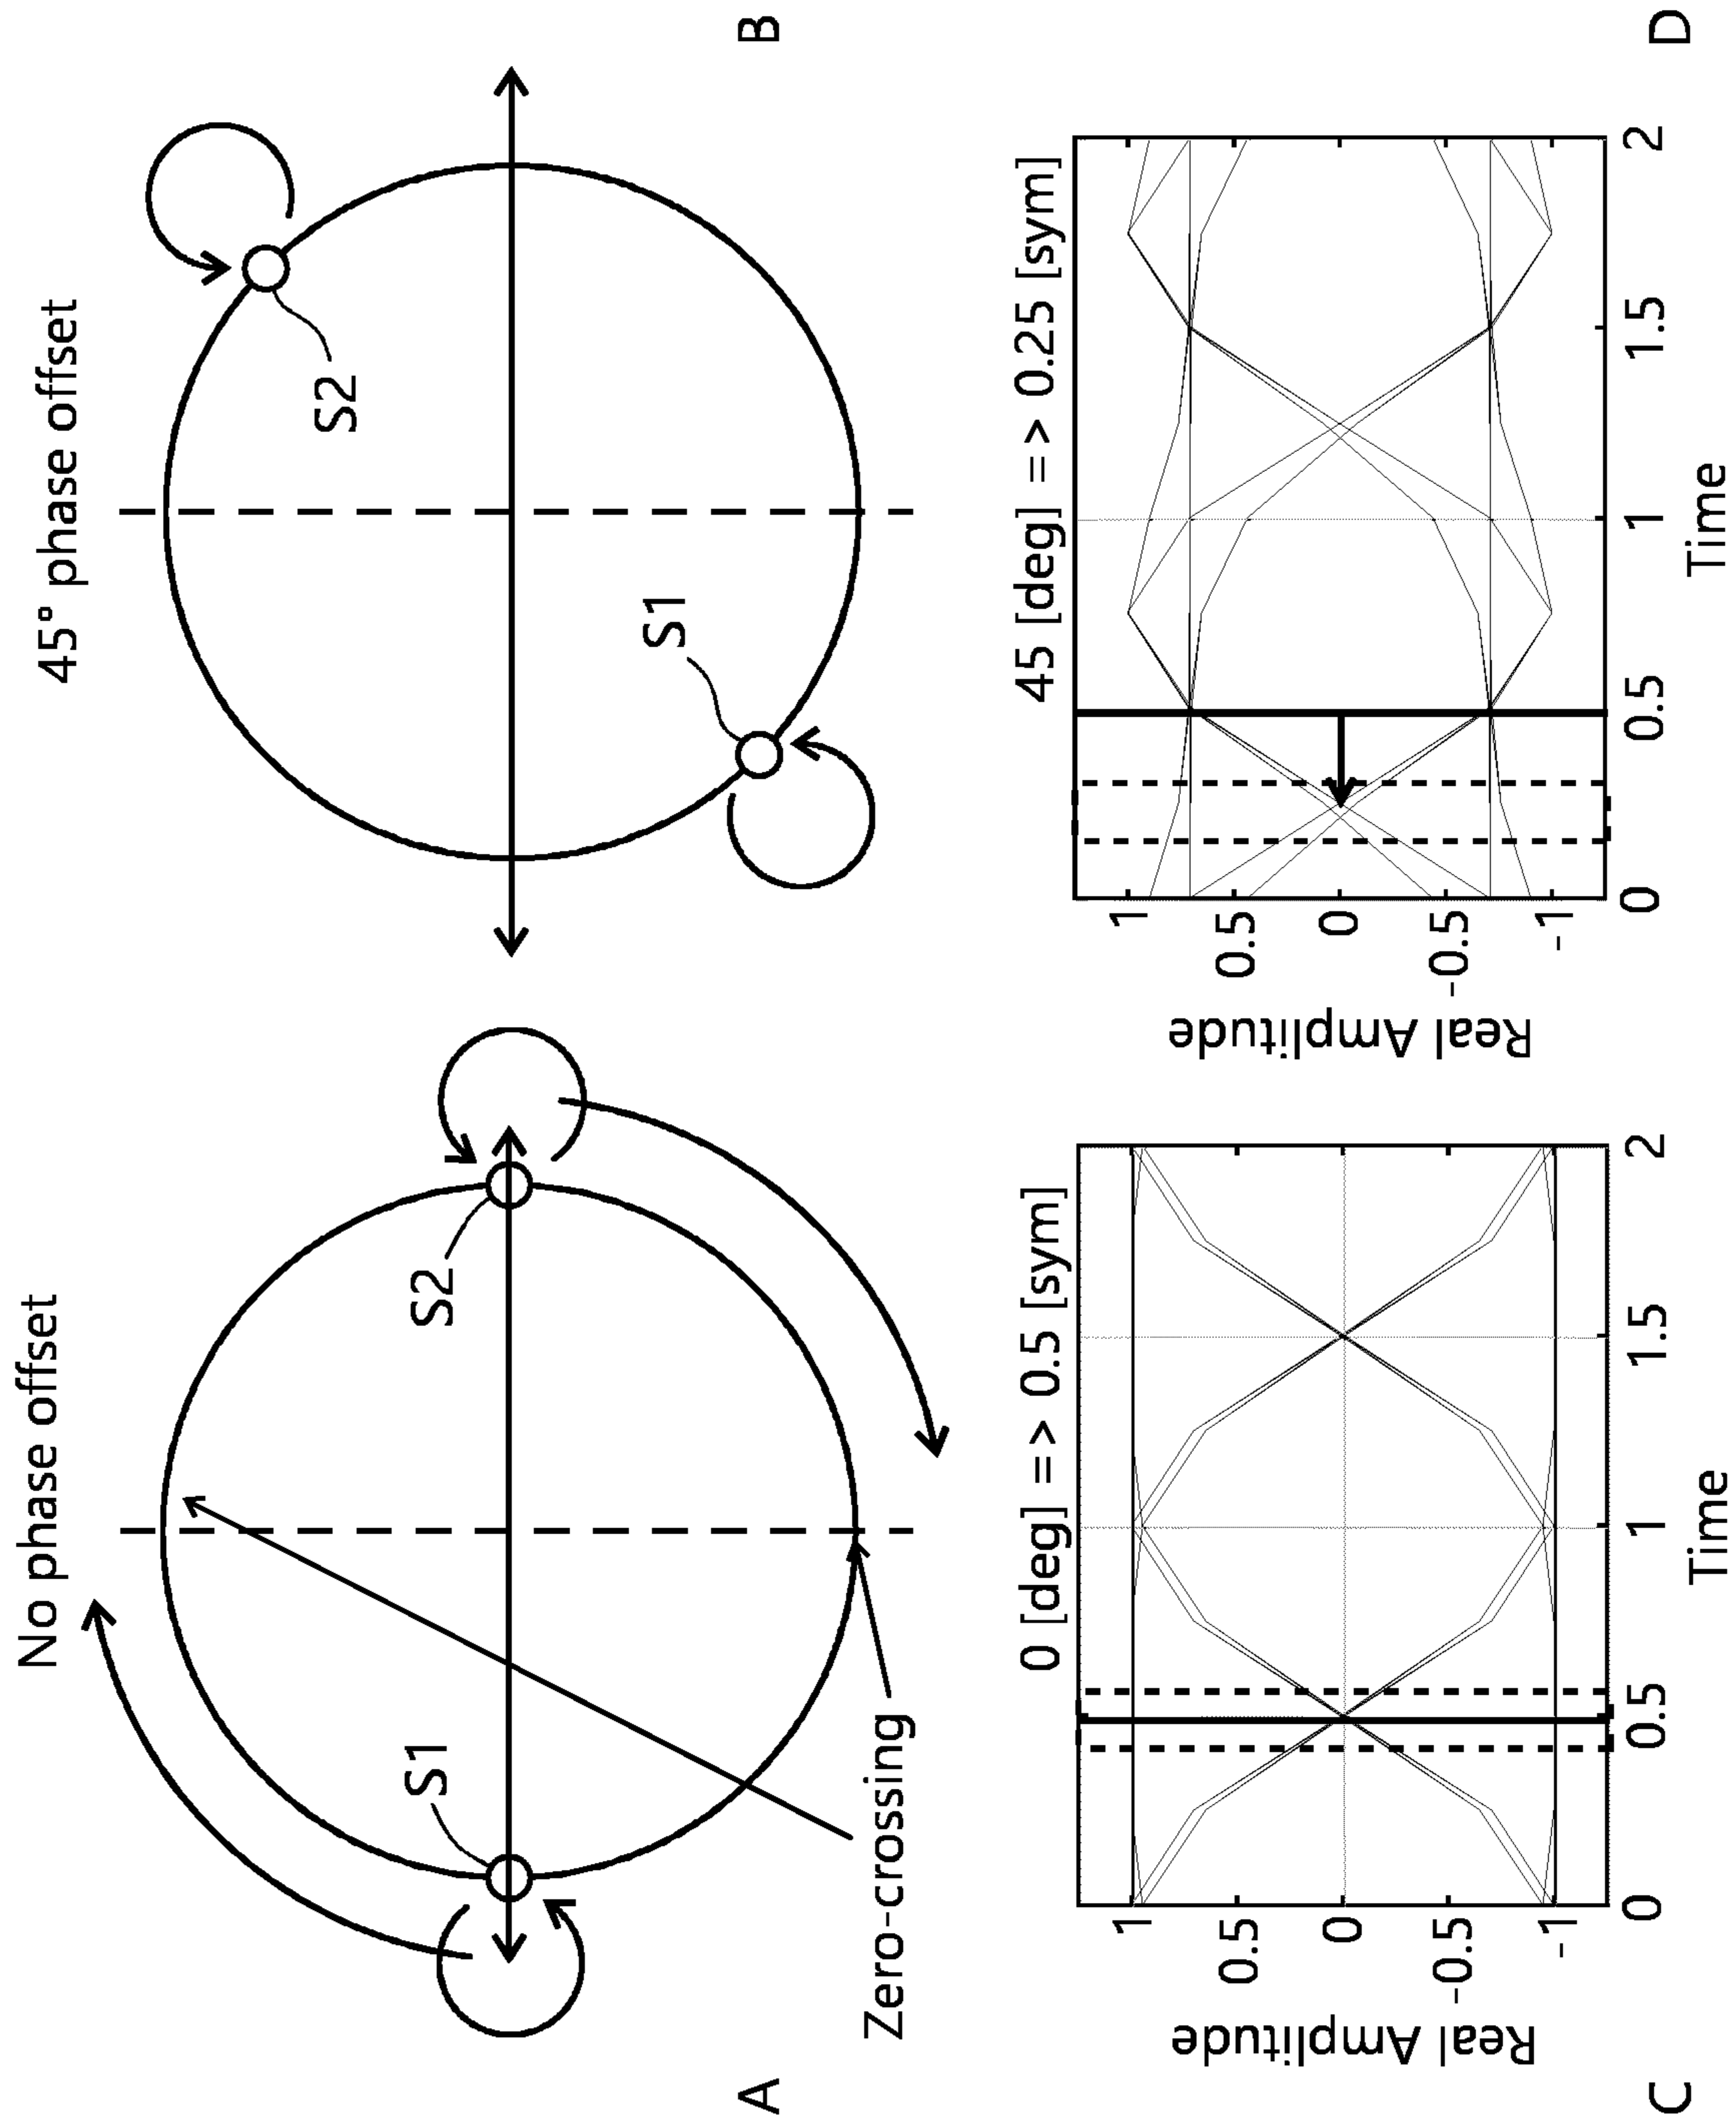 No phase offset
S1
S2
Zero-crossing
A
45° phase offset
S1
S2
B
0 [deg] => 0.5 [sym]
Real Amplitude
1
0.5
0
-0.5
-1
0
0.5
1
1.5
2
Time
C
45 [deg] => 0.25 [sym]
Real Amplitude
1
0.5
0
-0.5
-1
0
0.5
1
1.5
2
Time
D